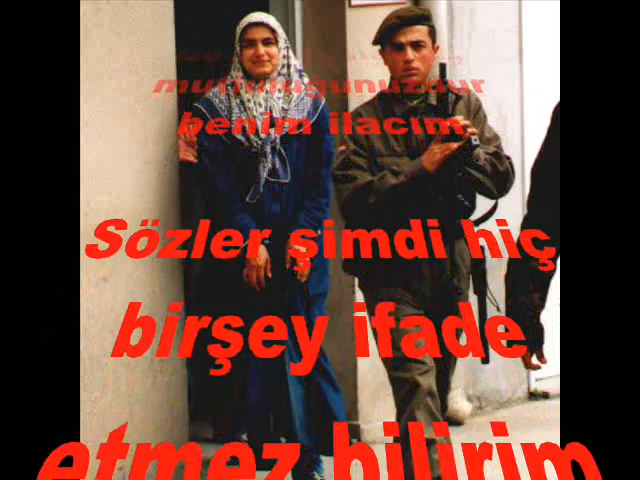 mutluluğunuzdur
benim ilacım
Sözler şimdi hiç
birşey ifade
etmez bilirim